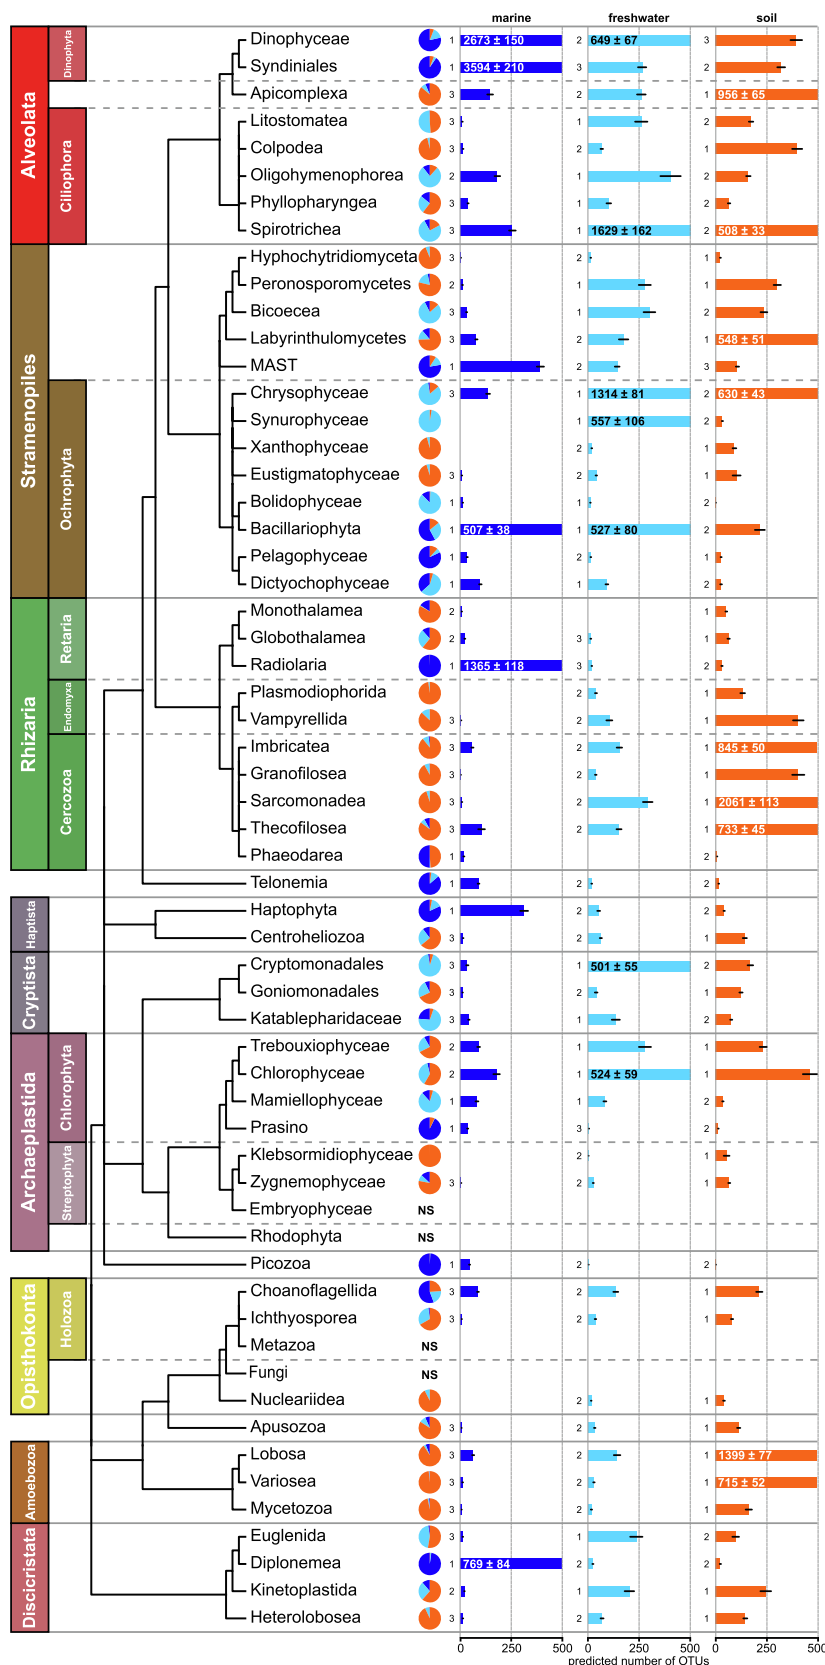 marine freshwater soil
Alveolata
Dinophyta
Dinophyceae 1 2673 ± 150 2 649 ± 67 3
Syndiniales 1 3594 ± 210 3 2
Apicomplexa 3 2 1 956 ± 65
Ciliophora
Litostomatea 3 1 2
Colpodea 3 2 1
Oligohymenophorea 2 1 2
Phyllopharyngea 3 1 2
Spirotrichea 3 1 1629 ± 162 2 508 ± 33
Stramenopiles
Hyphochytridiomyceta 3 2 1
Peronosporomycetes 2 1 1
Bicoecea 3 1 2
Labyrinthulomycetes 3 2 1 548 ± 51
MAST 1 2 3
Ochrophyta
Chrysophyceae 3 1 1314 ± 81 2 630 ± 43
Synurophyceae 1 557 ± 106 2
Xanthophyceae 2 1
Eustigmatophyceae 3 2 1
Bolidophyceae 1 1 2
Bacillariophyta 1 507 ± 38 1 527 ± 80 2
Pelagophyceae 1 2 1
Dictyochophyceae 1 1 2
Rhizaria
Retaria
Monothalamea 2 1
Globothalamea 2 3 1
Radiolaria 1 1365 ± 118 3 2
Endomyxa
Plasmodiophorida 2 1
Vampyrellida 3 2 1
Cercozoa
Imbricatea 3 2 1 845 ± 50
Granofilosea 3 2 1
Sarcomonadea 3 2 1 2061 ± 113
Thecofilosea 3 2 1 733 ± 45
Phaeodarea 1 2
Telonemia 1 2 2
Haptista
Haptophyta 1 2 2
Centroheliozoa 3 2 1
Cryptista
Cryptomonadales 3 1 501 ± 55 2
Goniomonadales 3 2 1
Katablepharidaceae 3 1 2
Archaeplastida
Chlorophyta
Trebouxiophyceae 2 1 1
Chlorophyceae 2 1 524 ± 59 1
Mamiellophyceae 1 1 2
Prasino 1 3 2
Streptophyta
Klebsormidiophyceae 2 1
Zygnemophyceae 3 2 1
Embryophyceae NS
Rhodophyta NS
Picozoa 1 2 2
Opisthokonta
Holozoa
Choanoflagellida 3 2 1
Ichthyosporea 3 2 1
Metazoa NS
Fungi NS
Nucleariidea 2 1
Apusozoa 3 2 1
Amoebozoa
Lobosa 3 2 1 1399 ± 77
Variosea 3 2 1 715 ± 52
Mycetozoa 3 2 1
Discicristata
Euglenida 3 1 2
Diplonemea 1 769 ± 84 2 2
Kinetoplastida 2 1 1
Heterolobosea 3 2 1
0 250 500 0 250 500 0 250 500
predicted number of OTUs